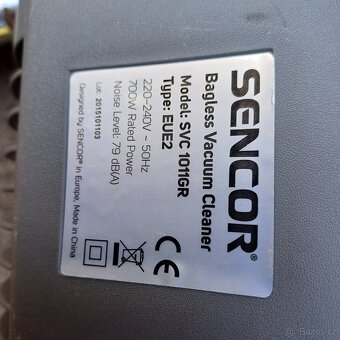 SENCOR
Bagless Vacuum Cleaner
Model: SVC 1011GR
Type: EUE2
220-240V ~ 50Hz
700W Rated Power
Noise Level: 79 dB(A)
Lot: 2015101103
Designed by SENCOR® in Europe, Made in China
CE